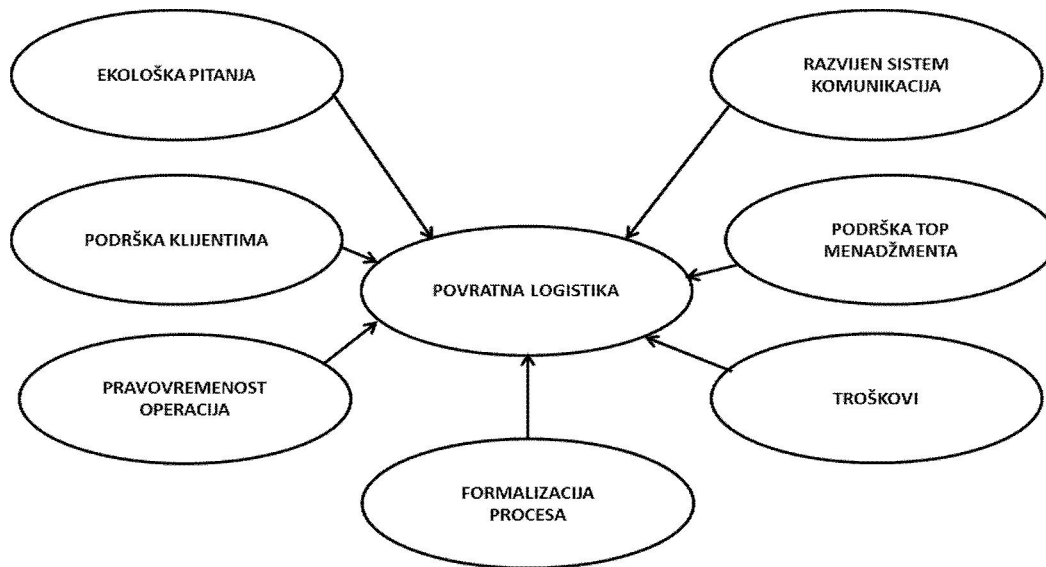 EKOLOŠKA PITANJA
RAZVIJEN SISTEM
KOMUNIKACIJA
PODRŠKA KLIJENTIMA
PODRŠKA TOP
MENADŽMENTA
POVRATNA LOGISTIKA
PRAVOVREMENOST
OPERACIJA
TROŠKOVI
FORMALIZACIJA
PROCESA